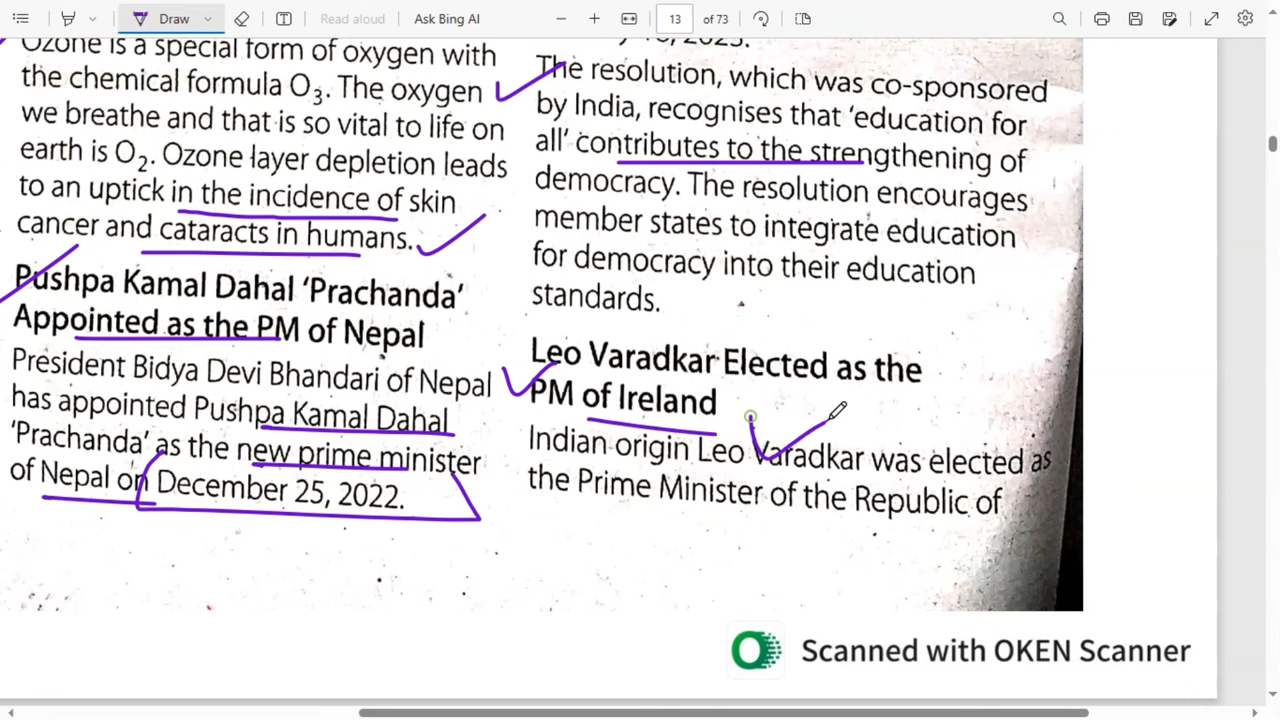 Draw
Read aloud
Ask Bing AI
13
of 73
Ozone is a special form of oxygen with
the chemical formula O₃. The oxygen
we breathe and that is so vital to life on
earth is O₂. Ozone layer depletion leads
to an uptick in the incidence of skin
cancer and cataracts in humans.
Pushpa Kamal Dahal ‘Prachanda’
Appointed as the PM of Nepal
President Bidya Devi Bhandari of Nepal
has appointed Pushpa Kamal Dahal
‘Prachanda’ as the new prime minister
of Nepal on December 25, 2022.
The resolution, which was co-sponsored
by India, recognises that ‘education for
all’ contributes to the strengthening of
democracy. The resolution encourages
member states to integrate education
for democracy into their education
standards.
Leo Varadkar Elected as the
PM of Ireland
Indian origin Leo Varadkar was elected as
the Prime Minister of the Republic of
Scanned with OKEN Scanner